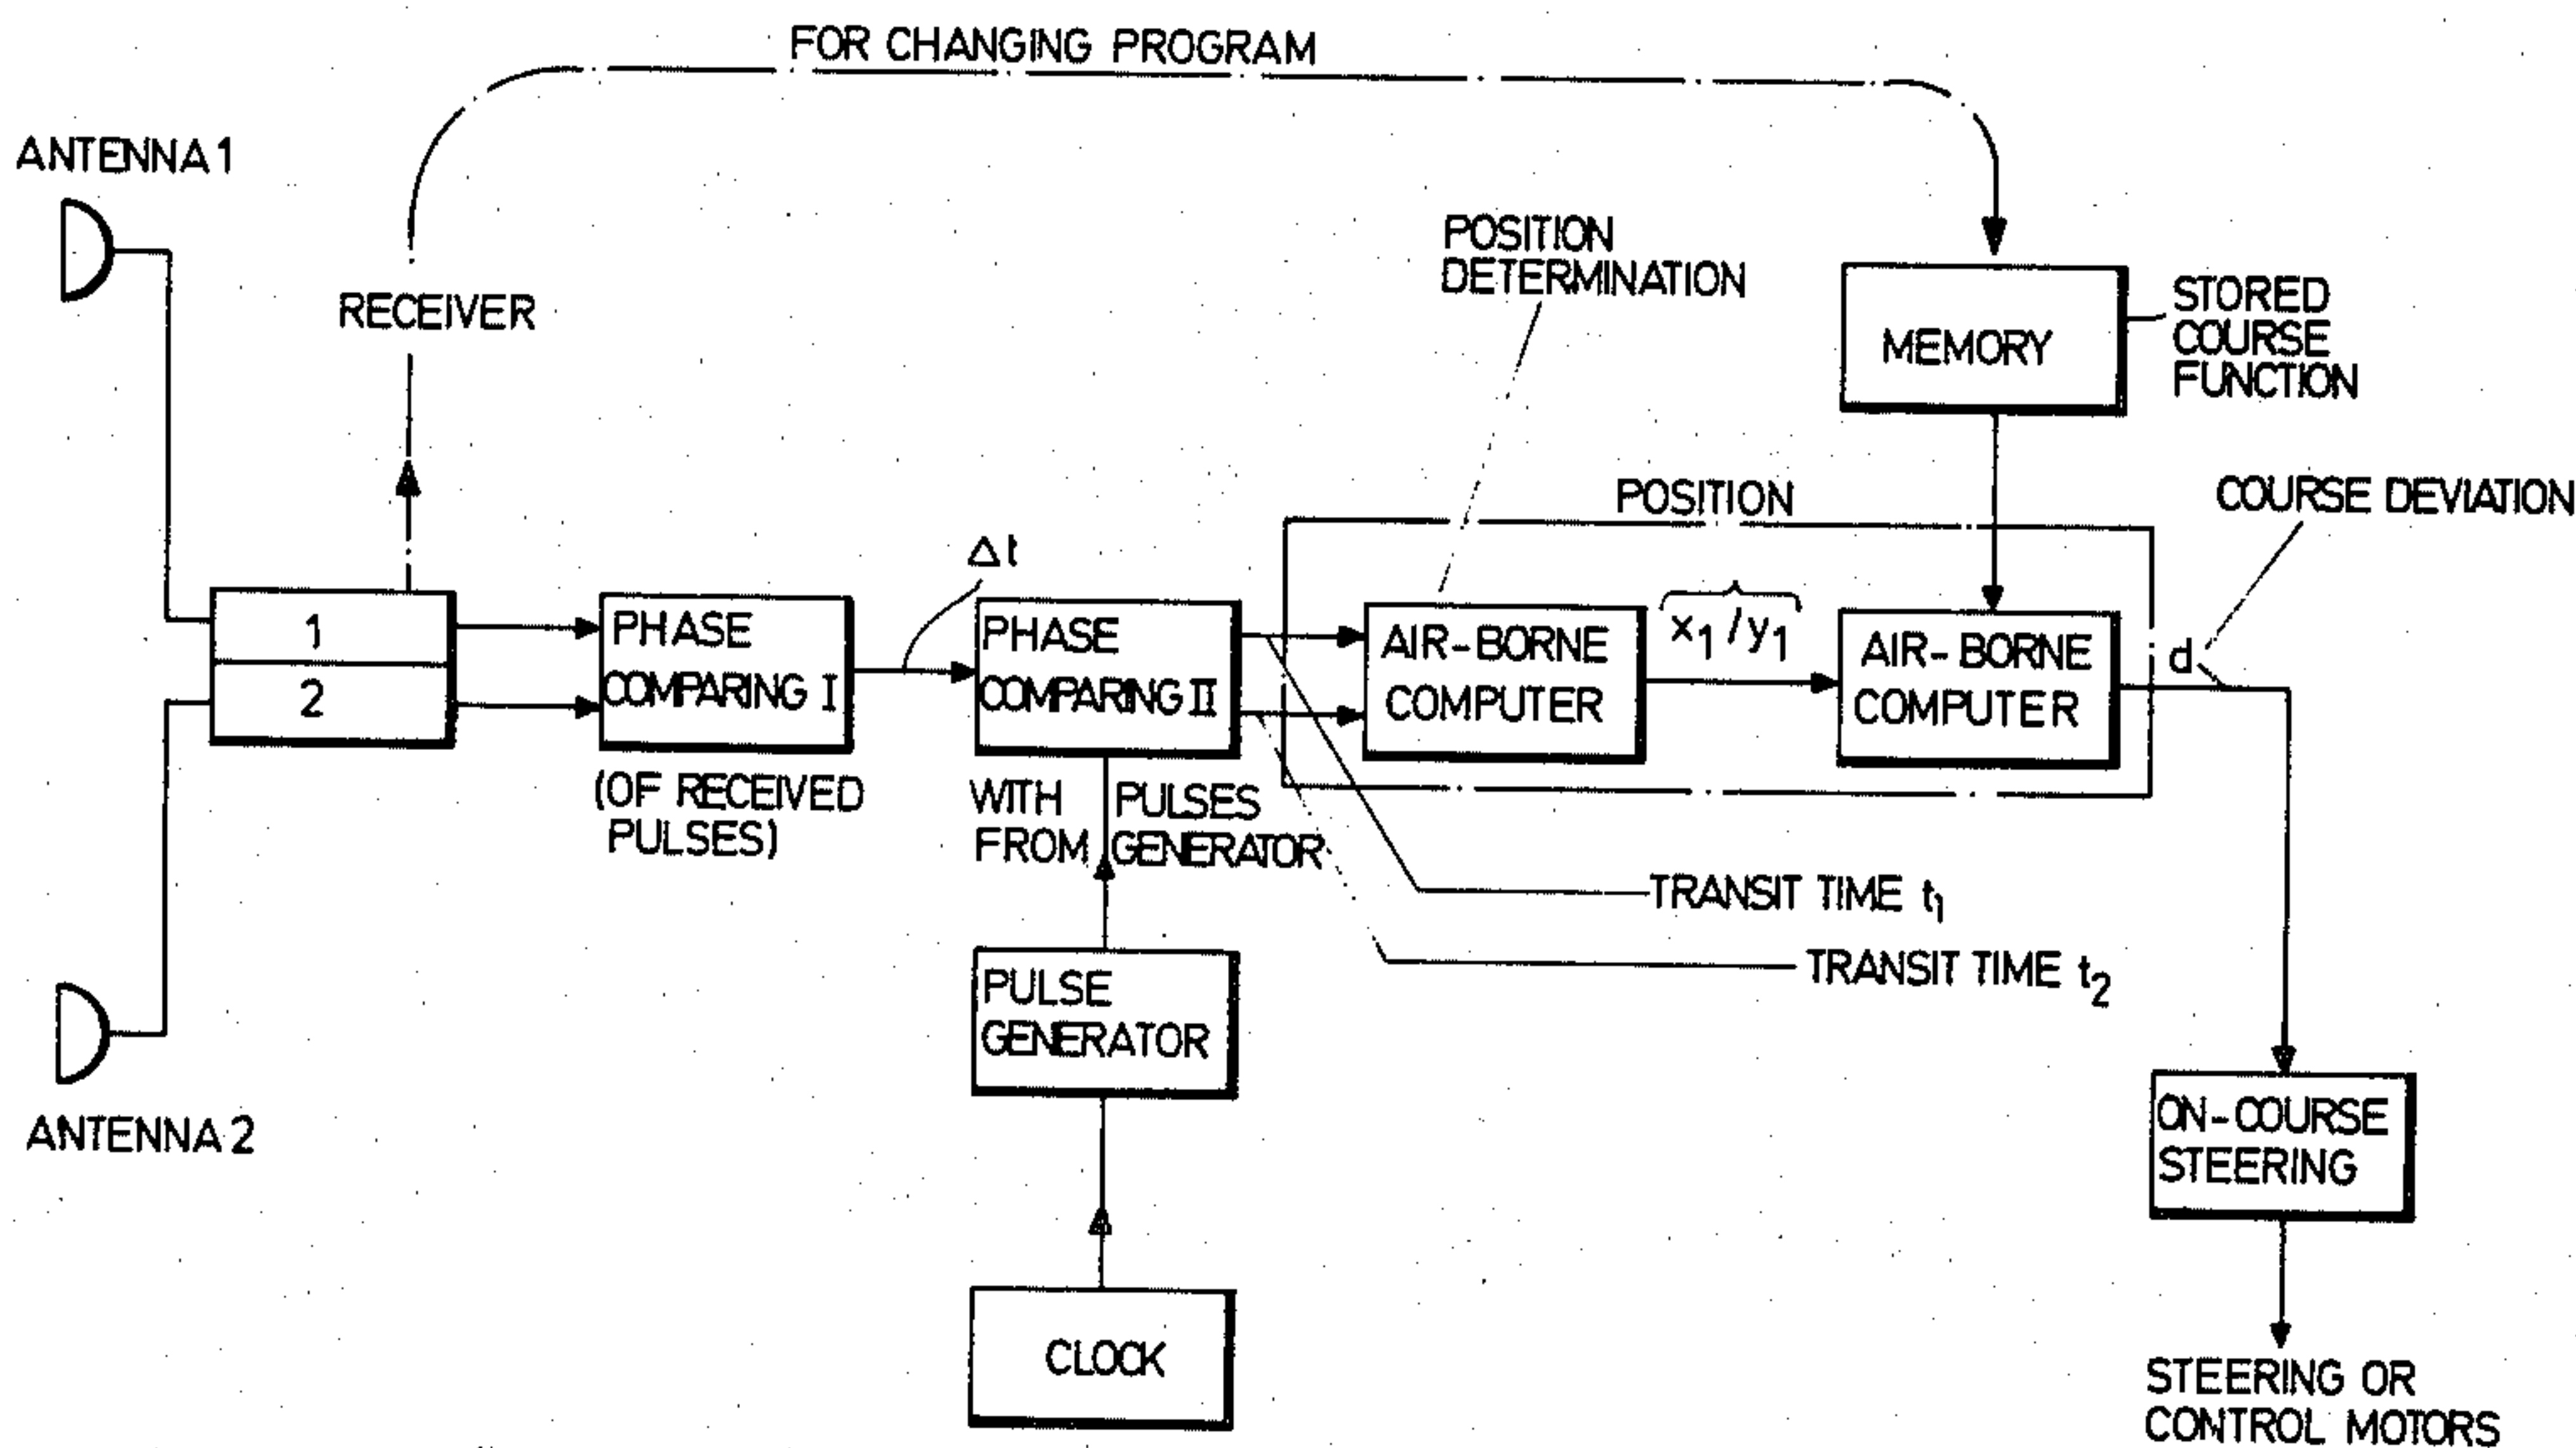 FOR CHANGING PROGRAM
ANTENNA 1
RECEIVER
POSITION
DETERMINATION
MEMORY
STORED
COURSE
FUNCTION
POSITION
COURSE DEVIATION
Δt
1
2
PHASE
COMPARING I
(OF RECEIVED
PULSES)
PHASE
COMPARING II
WITH PULSES
FROM GENERATOR
AIR-BORNE
COMPUTER
x₁/y₁
AIR-BORNE
COMPUTER
d
TRANSIT TIME t₁
TRANSIT TIME t₂
PULSE
GENERATOR
ANTENNA 2
ON-COURSE
STEERING
CLOCK
STEERING OR
CONTROL MOTORS